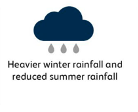 Heavier winter rainfall and
reduced summer rainfall